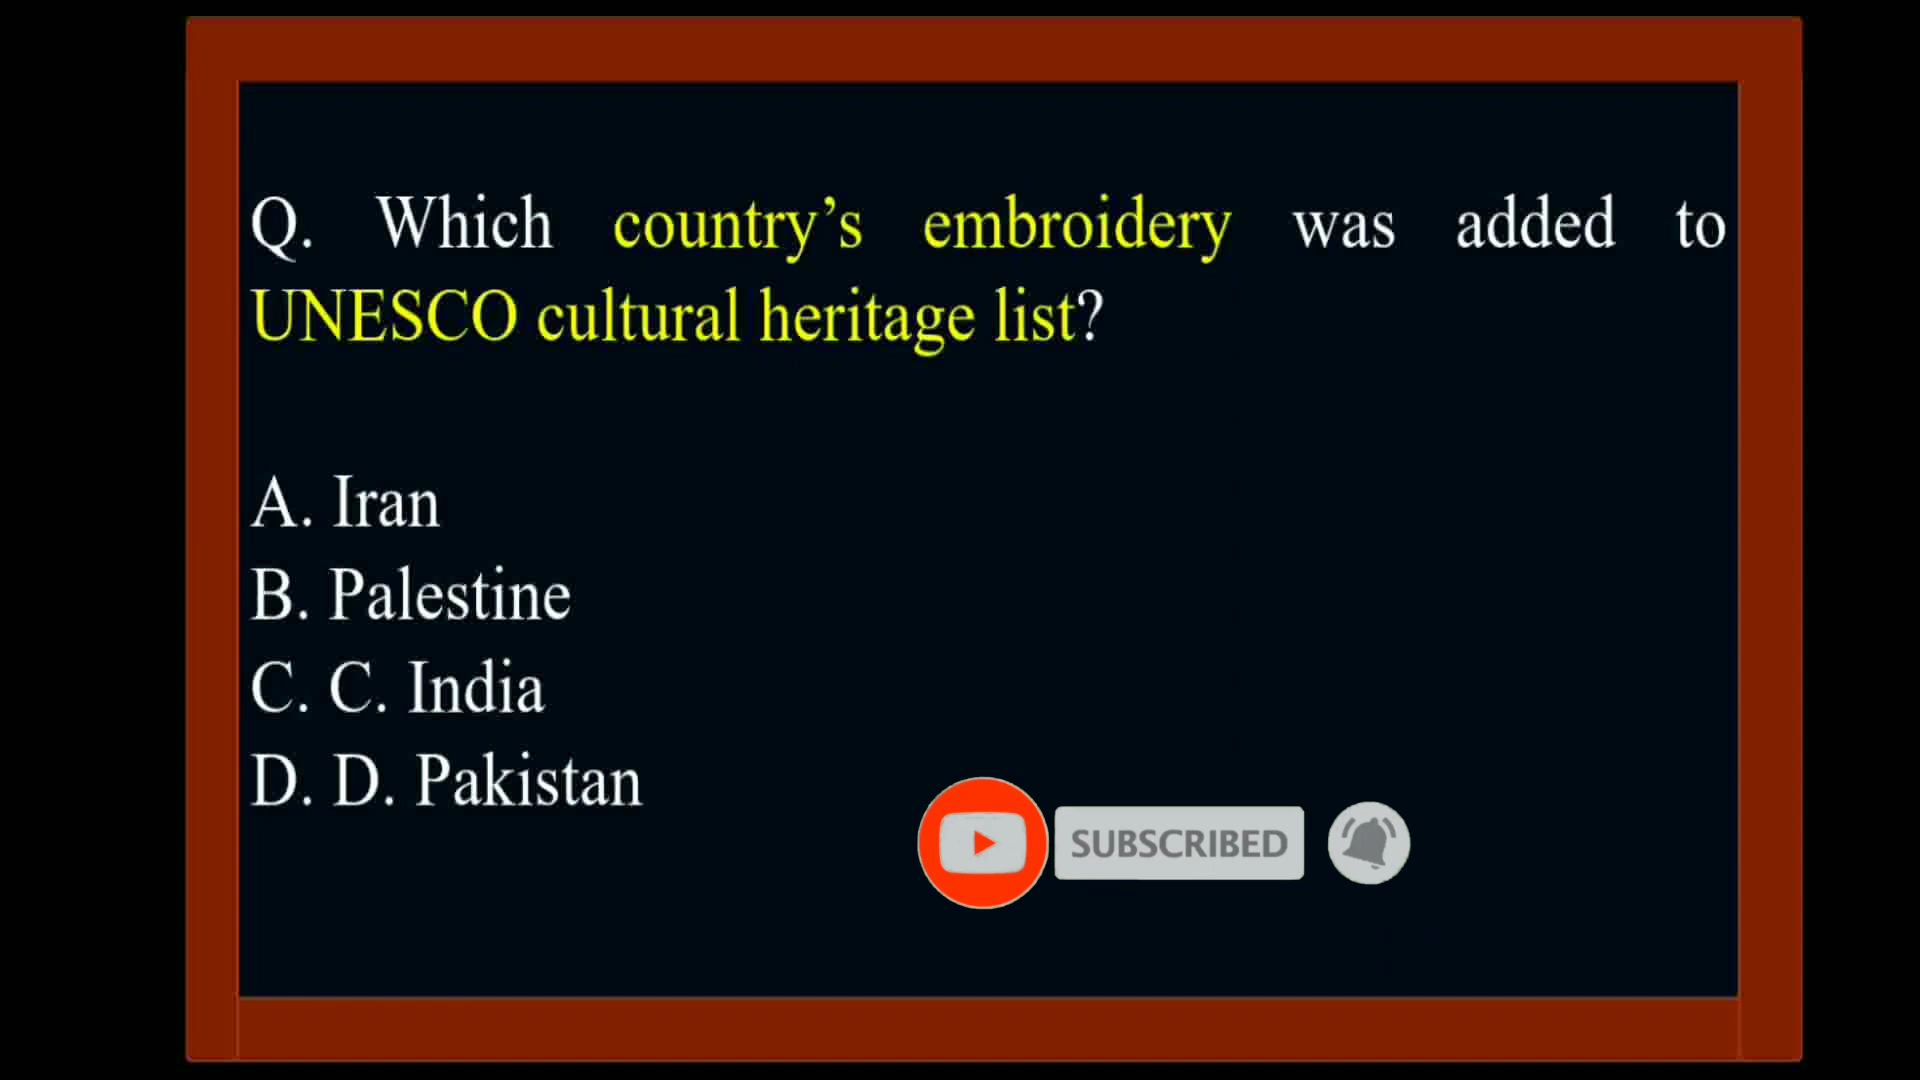 Q. Which country’s embroidery was added to
UNESCO cultural heritage list?
A. Iran
B. Palestine
C. C. India
D. D. Pakistan
SUBSCRIBED